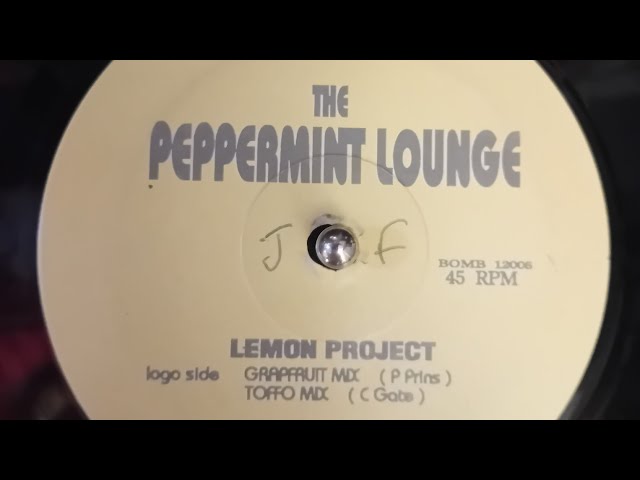 THE
PEPPERMINT LOUNGE
J F
BOMB 12006
45 RPM
LEMON PROJECT
logo side GRAPFRUIT MIX ( P Prins )
TOFFO MIX ( C Gate )